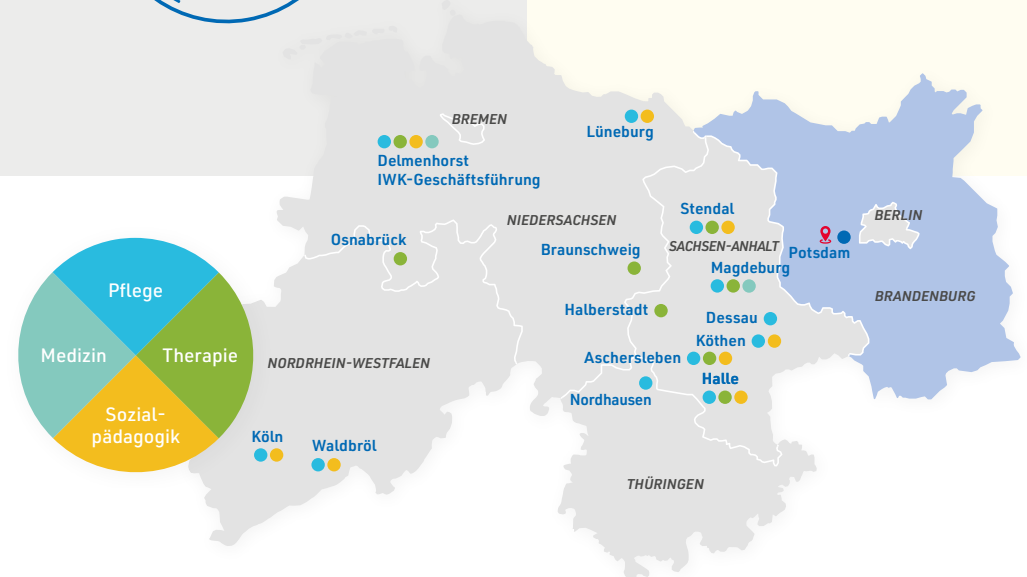 BREMEN
Lüneburg
Delmenhorst
IWK-Geschäftsführung
Stendal
NIEDERSACHSEN
BERLIN
Osnabrück
SACHSEN-ANHALT
Braunschweig
Potsdam
Magdeburg
Pflege
BRANDENBURG
Halberstadt
Dessau
Köthen
Medizin
Therapie
Aschersleben
NORDRHEIN-WESTFALEN
Halle
Nordhausen
Sozial-
pädagogik
Köln
Waldbröl
THÜRINGEN